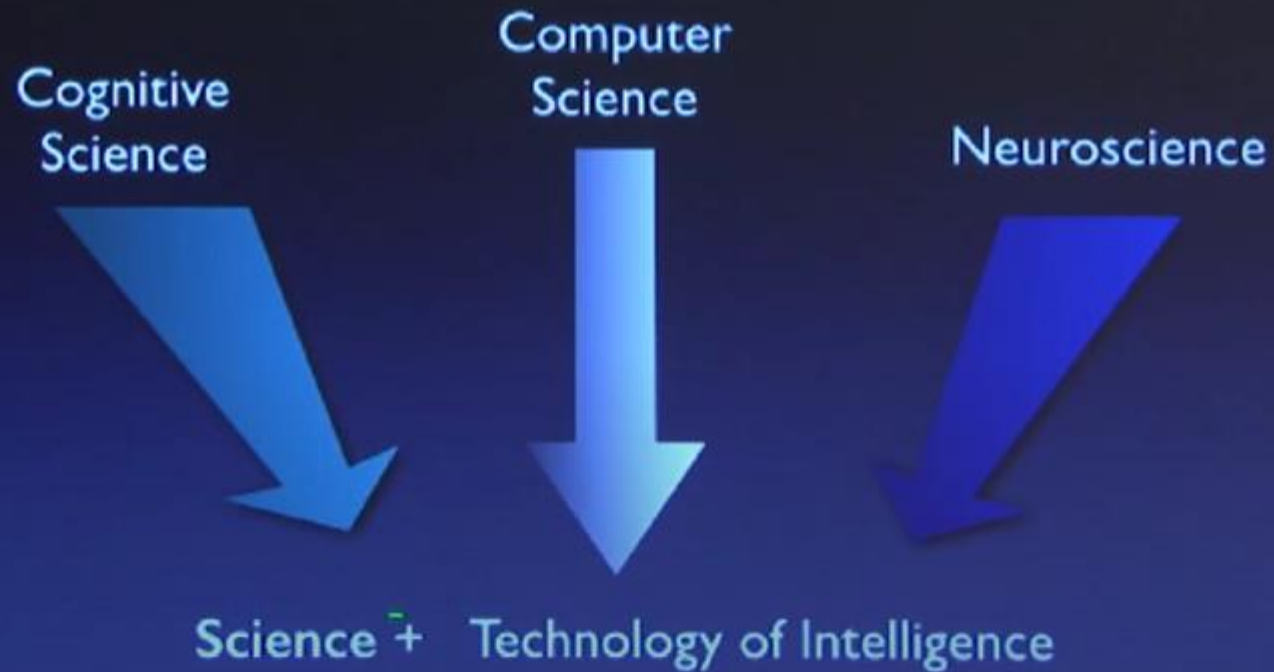 Computer
Science
Cognitive
Science
Neuroscience
Science + Technology of Intelligence